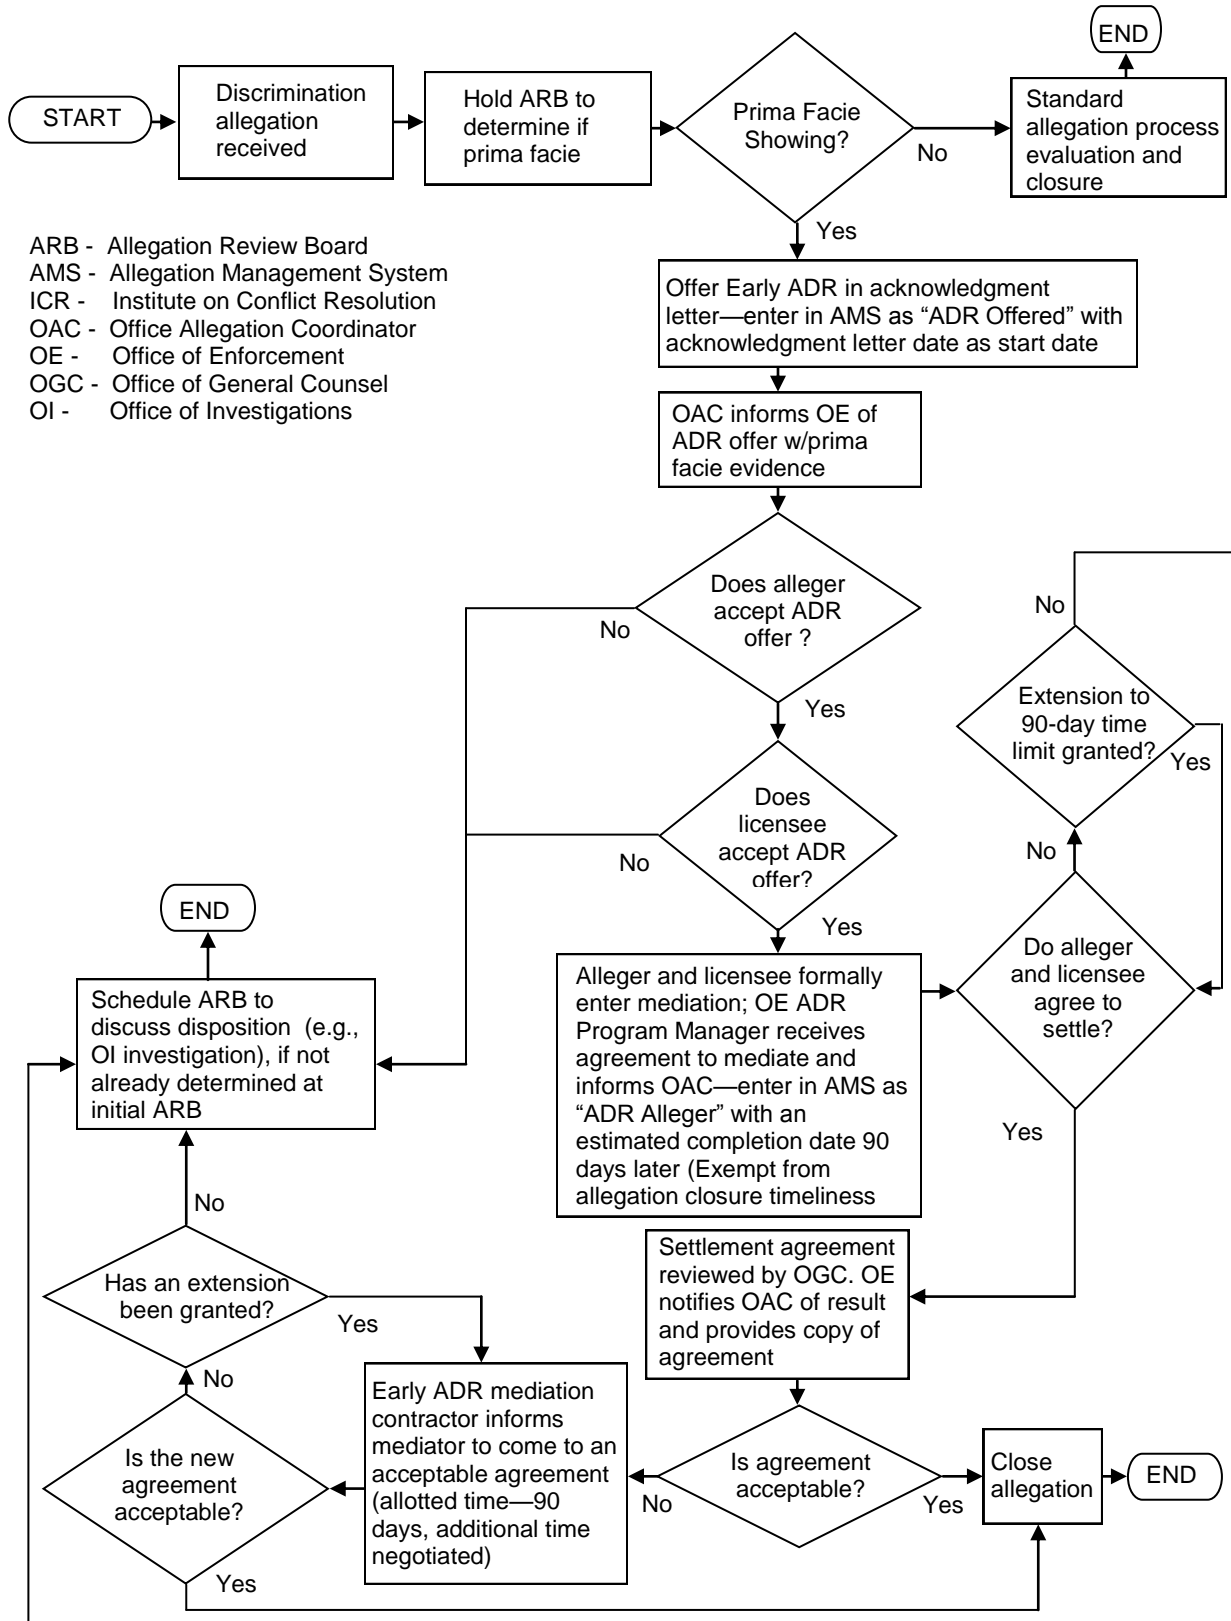 START
Discrimination
allegation
received
Hold ARB to
determine if
prima facie
Prima Facie
Showing?
No
Yes
END
Standard
allegation process
evaluation and
closure
ARB - Allegation Review Board
AMS - Allegation Management System
ICR - Institute on Conflict Resolution
OAC - Office Allegation Coordinator
OE - Office of Enforcement
OGC - Office of General Counsel
OI - Office of Investigations
Offer Early ADR in acknowledgment
letter—enter in AMS as “ADR Offered” with
acknowledgment letter date as start date
OAC informs OE of
ADR offer w/prima
facie evidence
Does alleger
accept ADR
offer ?
No
Yes
Does
licensee
accept ADR
offer?
No
Yes
Extension to
90-day time
limit granted?
No
Yes
Do alleger
and licensee
agree to
settle?
No
Yes
Alleger and licensee formally
enter mediation; OE ADR
Program Manager receives
agreement to mediate and
informs OAC—enter in AMS as
“ADR Alleger” with an
estimated completion date 90
days later (Exempt from
allegation closure timeliness
END
Schedule ARB to
discuss disposition (e.g.,
OI investigation), if not
already determined at
initial ARB
No
Has an extension
been granted?
Yes
No
Is the new
agreement
acceptable?
Yes
Early ADR mediation
contractor informs
mediator to come to an
acceptable agreement
(allotted time—90
days, additional time
negotiated)
Settlement agreement
reviewed by OGC. OE
notifies OAC of result
and provides copy of
agreement
Is agreement
acceptable?
No
Yes
Close
allegation
END